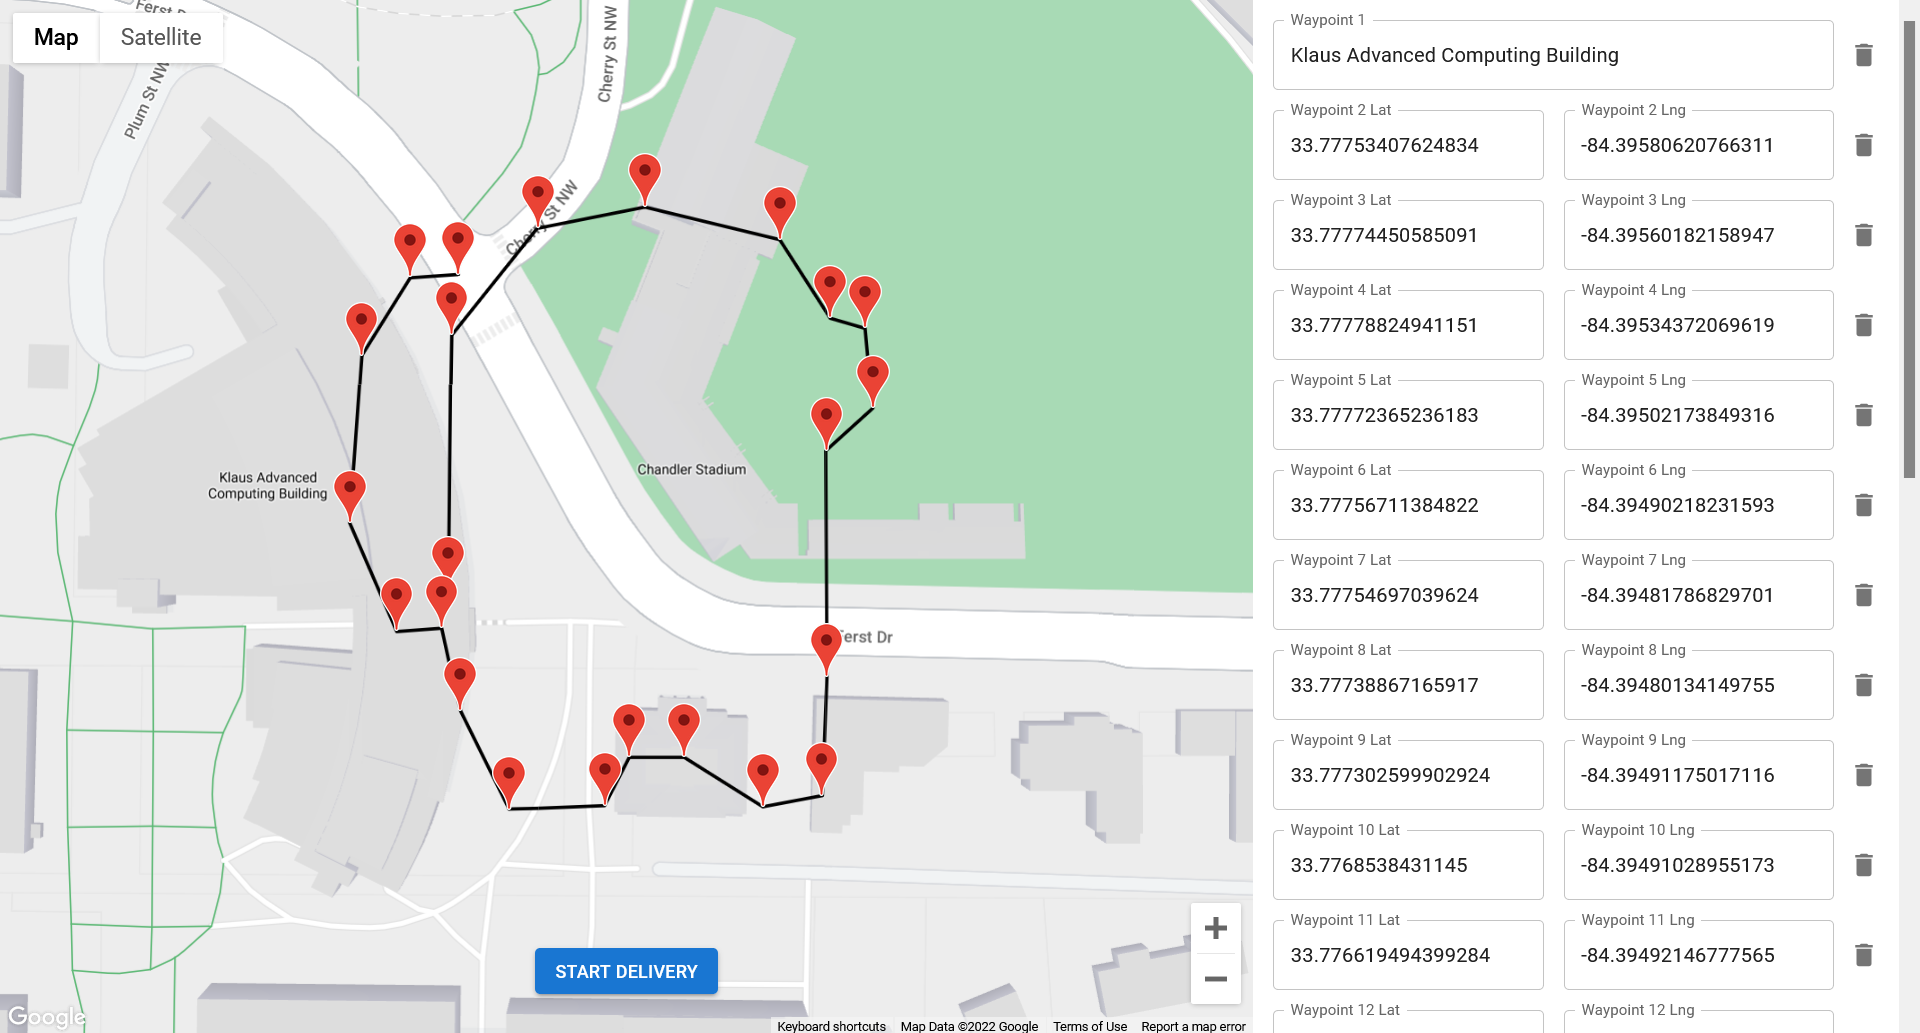 Ferst D
Map
Satellite
Plum St NW
Cherry St NW
Cherry St NW
Klaus Advanced
Computing Building
Chandler Stadium
Ferst Dr
START DELIVERY
Google
Keyboard shortcuts
Map Data ©2022 Google
Terms of Use
Report a map error
Waypoint 1
Klaus Advanced Computing Building
Waypoint 2 Lat Waypoint 2 Lng
33.77753407624834 -84.39580620766311
Waypoint 3 Lat Waypoint 3 Lng
33.77774450585091 -84.39560182158947
Waypoint 4 Lat Waypoint 4 Lng
33.77778824941151 -84.39534372069619
Waypoint 5 Lat Waypoint 5 Lng
33.77772365236183 -84.39502173849316
Waypoint 6 Lat Waypoint 6 Lng
33.77756711384822 -84.39490218231593
Waypoint 7 Lat Waypoint 7 Lng
33.77754697039624 -84.39481786829701
Waypoint 8 Lat Waypoint 8 Lng
33.77738867165917 -84.39480134149755
Waypoint 9 Lat Waypoint 9 Lng
33.777302599902924 -84.39491175017116
Waypoint 10 Lat Waypoint 10 Lng
33.7768538431145 -84.39491028955173
Waypoint 11 Lat Waypoint 11 Lng
33.776619494399284 -84.39492146777565
Waypoint 12 Lat Waypoint 12 Lng